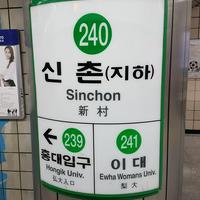 240
신 촌(지하)
Sinchon
新 村
239
홍대입구
Hongik Univ.
弘大入口
241
이 대
Ewha Womans Univ.
梨 大